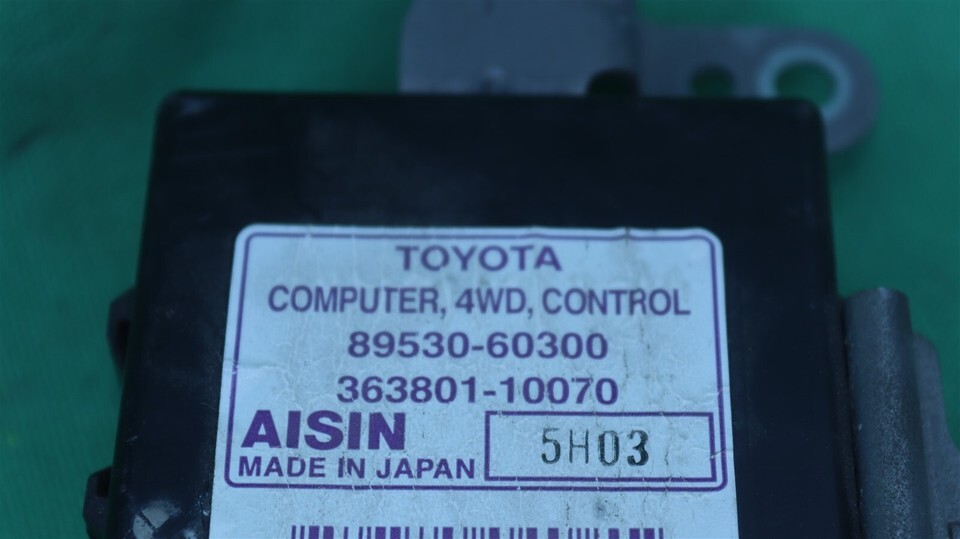 TOYOTA
COMPUTER, 4WD, CONTROL
89530-60300
363801-10070
AISIN
MADE IN JAPAN
5H03